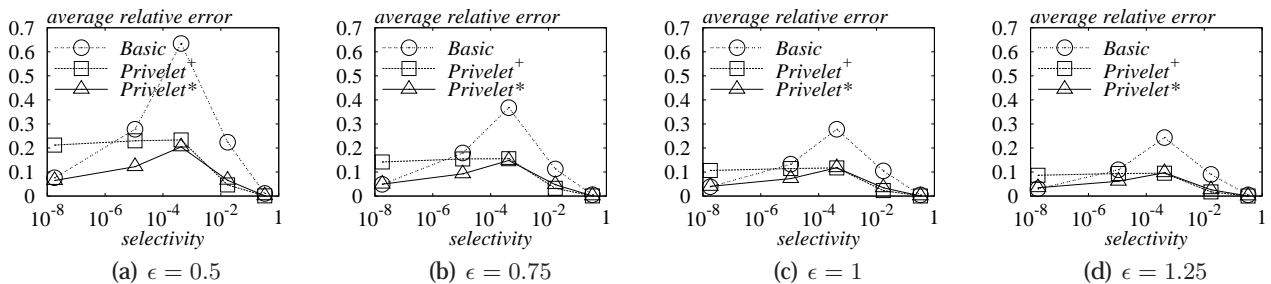 average relative error
0.7
0.6
0.5
0.4
0.3
0.2
0.1
0
Basic
Privelet+
Privelet*
10-8
10-6
10-4
10-2
1
selectivity
(a) ϵ = 0.5
average relative error
0.7
0.6
0.5
0.4
0.3
0.2
0.1
0
Basic
Privelet+
Privelet*
10-8
10-6
10-4
10-2
1
selectivity
(b) ϵ = 0.75
average relative error
0.7
0.6
0.5
0.4
0.3
0.2
0.1
0
Basic
Privelet+
Privelet*
10-8
10-6
10-4
10-2
1
selectivity
(c) ϵ = 1
average relative error
0.7
0.6
0.5
0.4
0.3
0.2
0.1
0
Basic
Privelet+
Privelet*
10-8
10-6
10-4
10-2
1
selectivity
(d) ϵ = 1.25